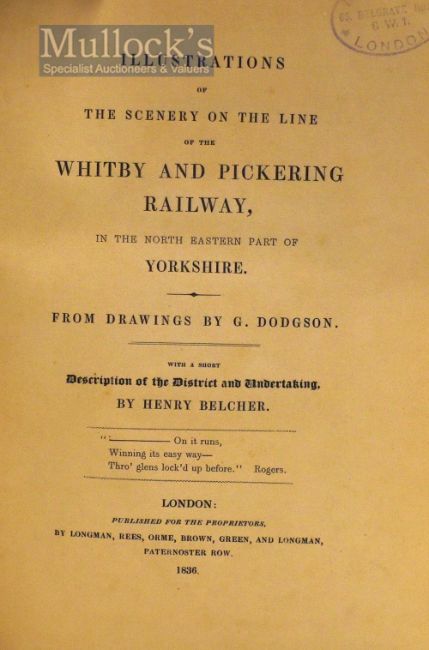 Mullock's
Specialist Auctioneers & Valuers
ILLUSTRATIONS
OF
THE SCENERY ON THE LINE
OF THE
WHITBY AND PICKERING
RAILWAY,
IN THE NORTH EASTERN PART OF
YORKSHIRE.
FROM DRAWINGS BY G. DODGSON.
WITH A SHORT
Description of the District and Undertaking,
BY HENRY BELCHER.
"——— On it runs,
Winning its easy way—
Thro' glens lock'd up before." Rogers.
LONDON:
PUBLISHED FOR THE PROPRIETORS,
BY LONGMAN, REES, ORME, BROWN, GREEN, AND LONGMAN,
PATERNOSTER ROW.
1836.
BELGRAVE
S.W.1.
LONDON